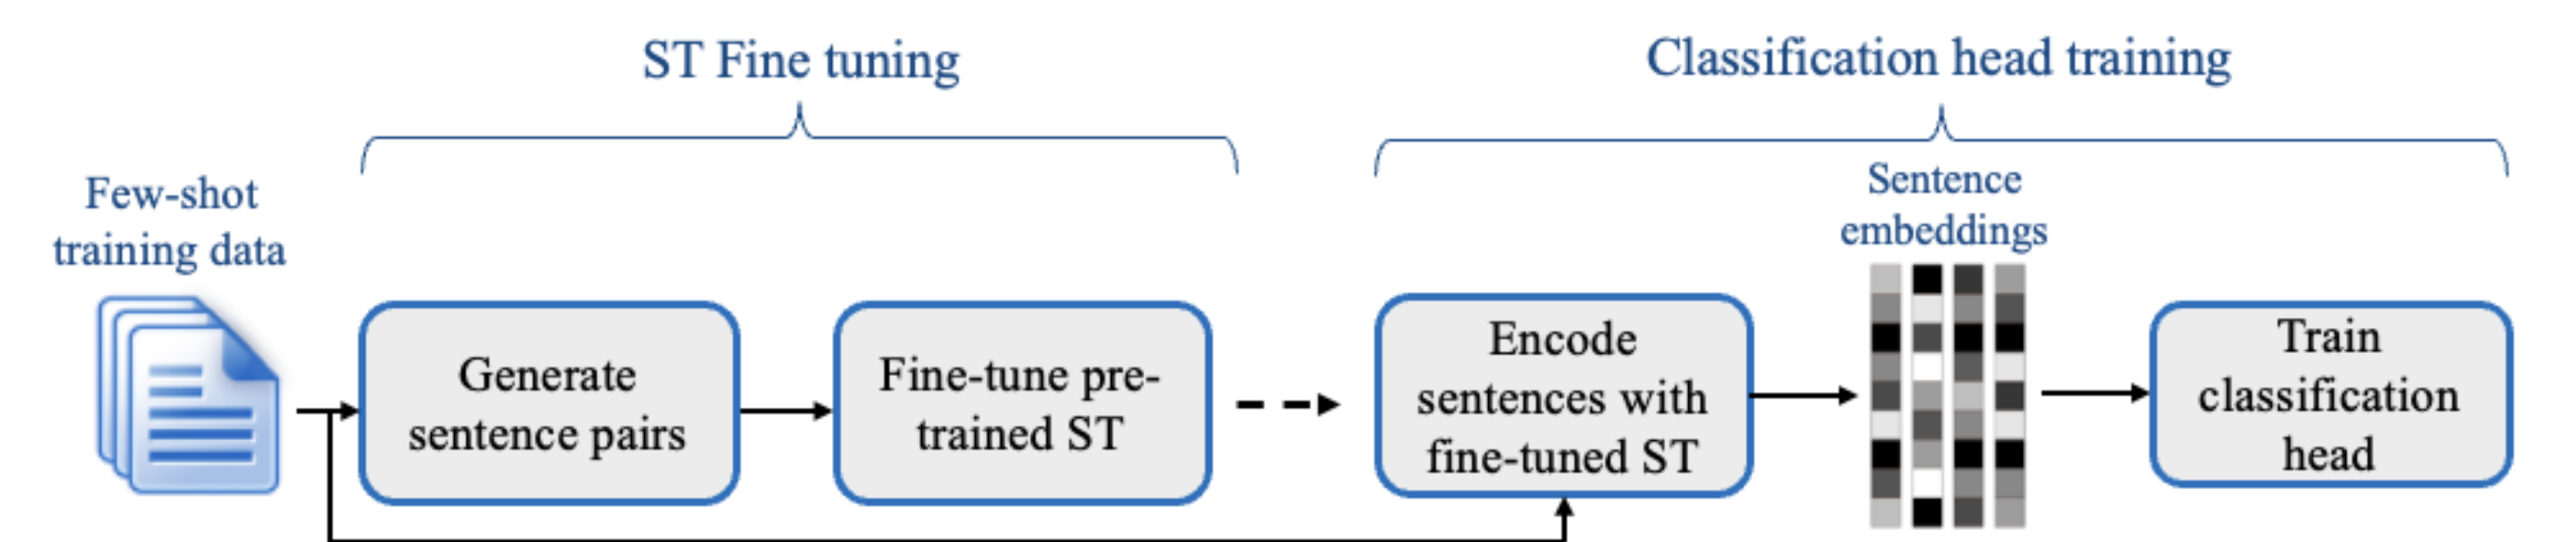 ST Fine tuning
Classification head training
Few-shot
training data
Generate
sentence pairs
Fine-tune pre-
trained ST
Encode
sentences with
fine-tuned ST
Sentence
embeddings
Train
classification
head